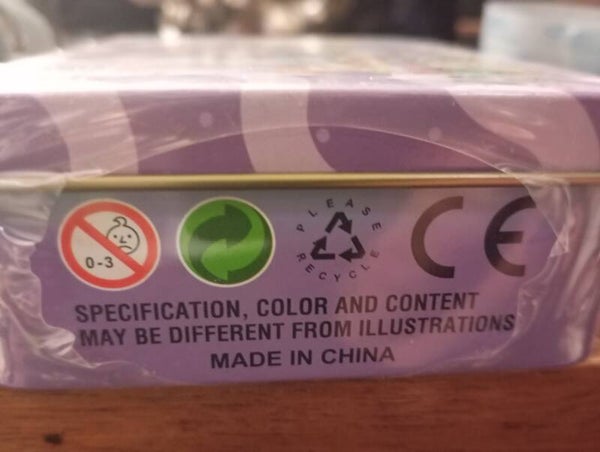 0-3
PLEASE
RECYCLE
CE
SPECIFICATION, COLOR AND CONTENT
MAY BE DIFFERENT FROM ILLUSTRATIONS
MADE IN CHINA